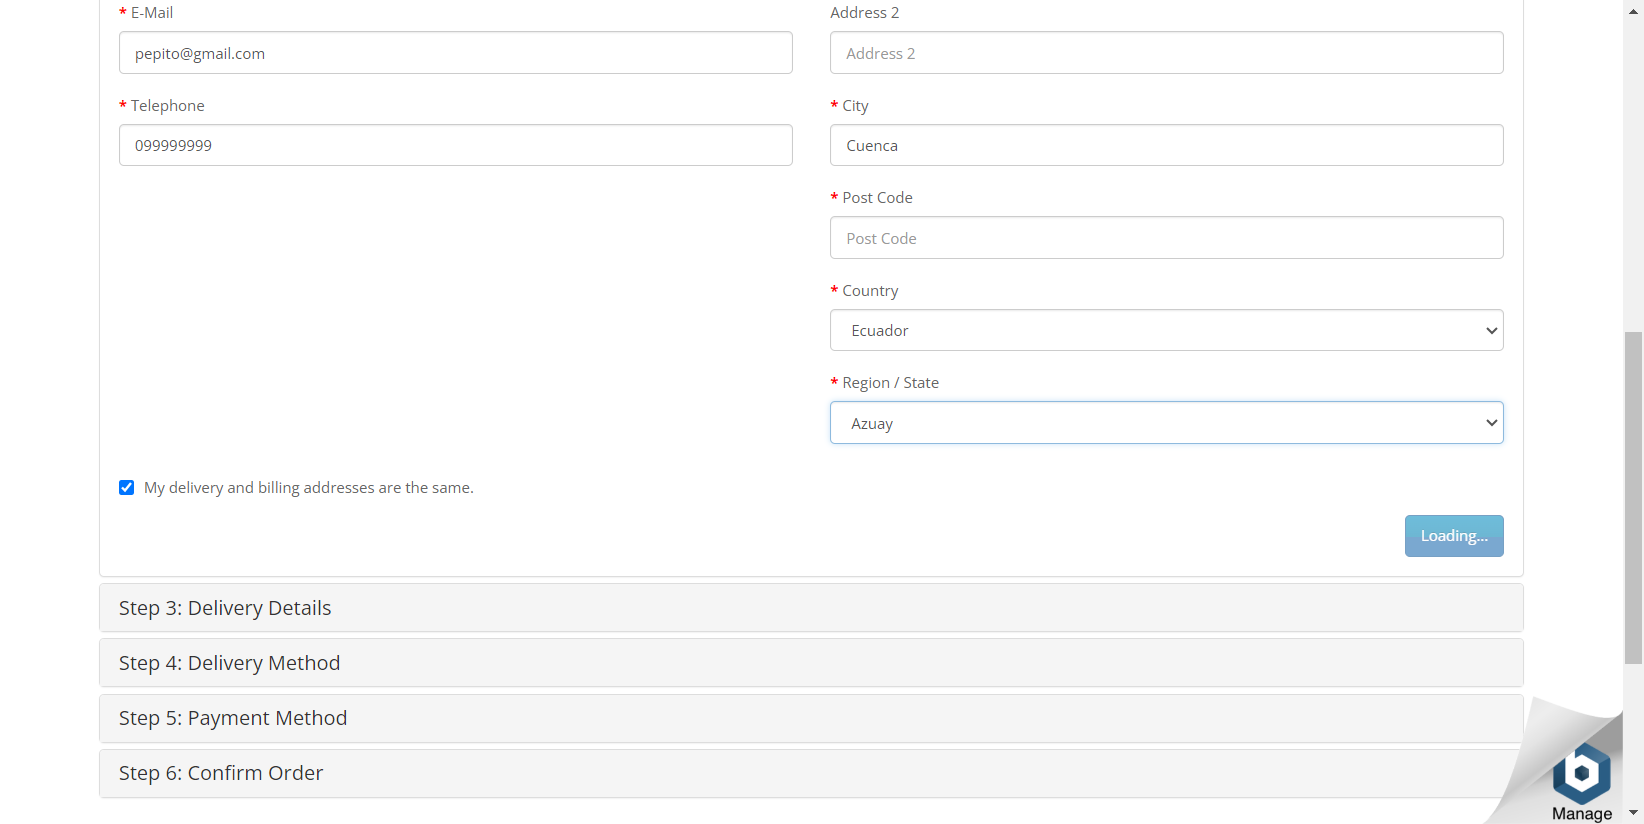 * E-Mail
pepito@gmail.com
* Telephone
099999999
Address 2
Address 2
* City
Cuenca
* Post Code
Post Code
* Country
Ecuador
* Region / State
Azuay
My delivery and billing addresses are the same.
Loading...
Step 3: Delivery Details
Step 4: Delivery Method
Step 5: Payment Method
Step 6: Confirm Order
Manage